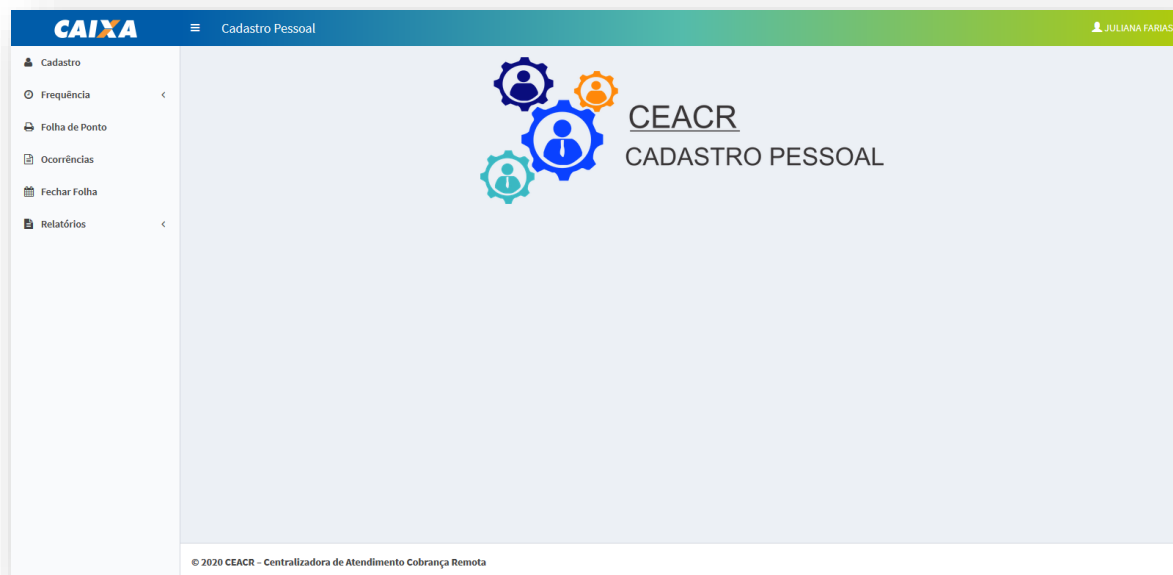 CAIXA
Cadastro Pessoal
JULIANA FARIAS
Cadastro
Frequência
Folha de Ponto
Ocorrências
Fechar Folha
Relatórios
CEACR
CADASTRO PESSOAL
© 2020 CEACR – Centralizadora de Atendimento Cobrança Remota